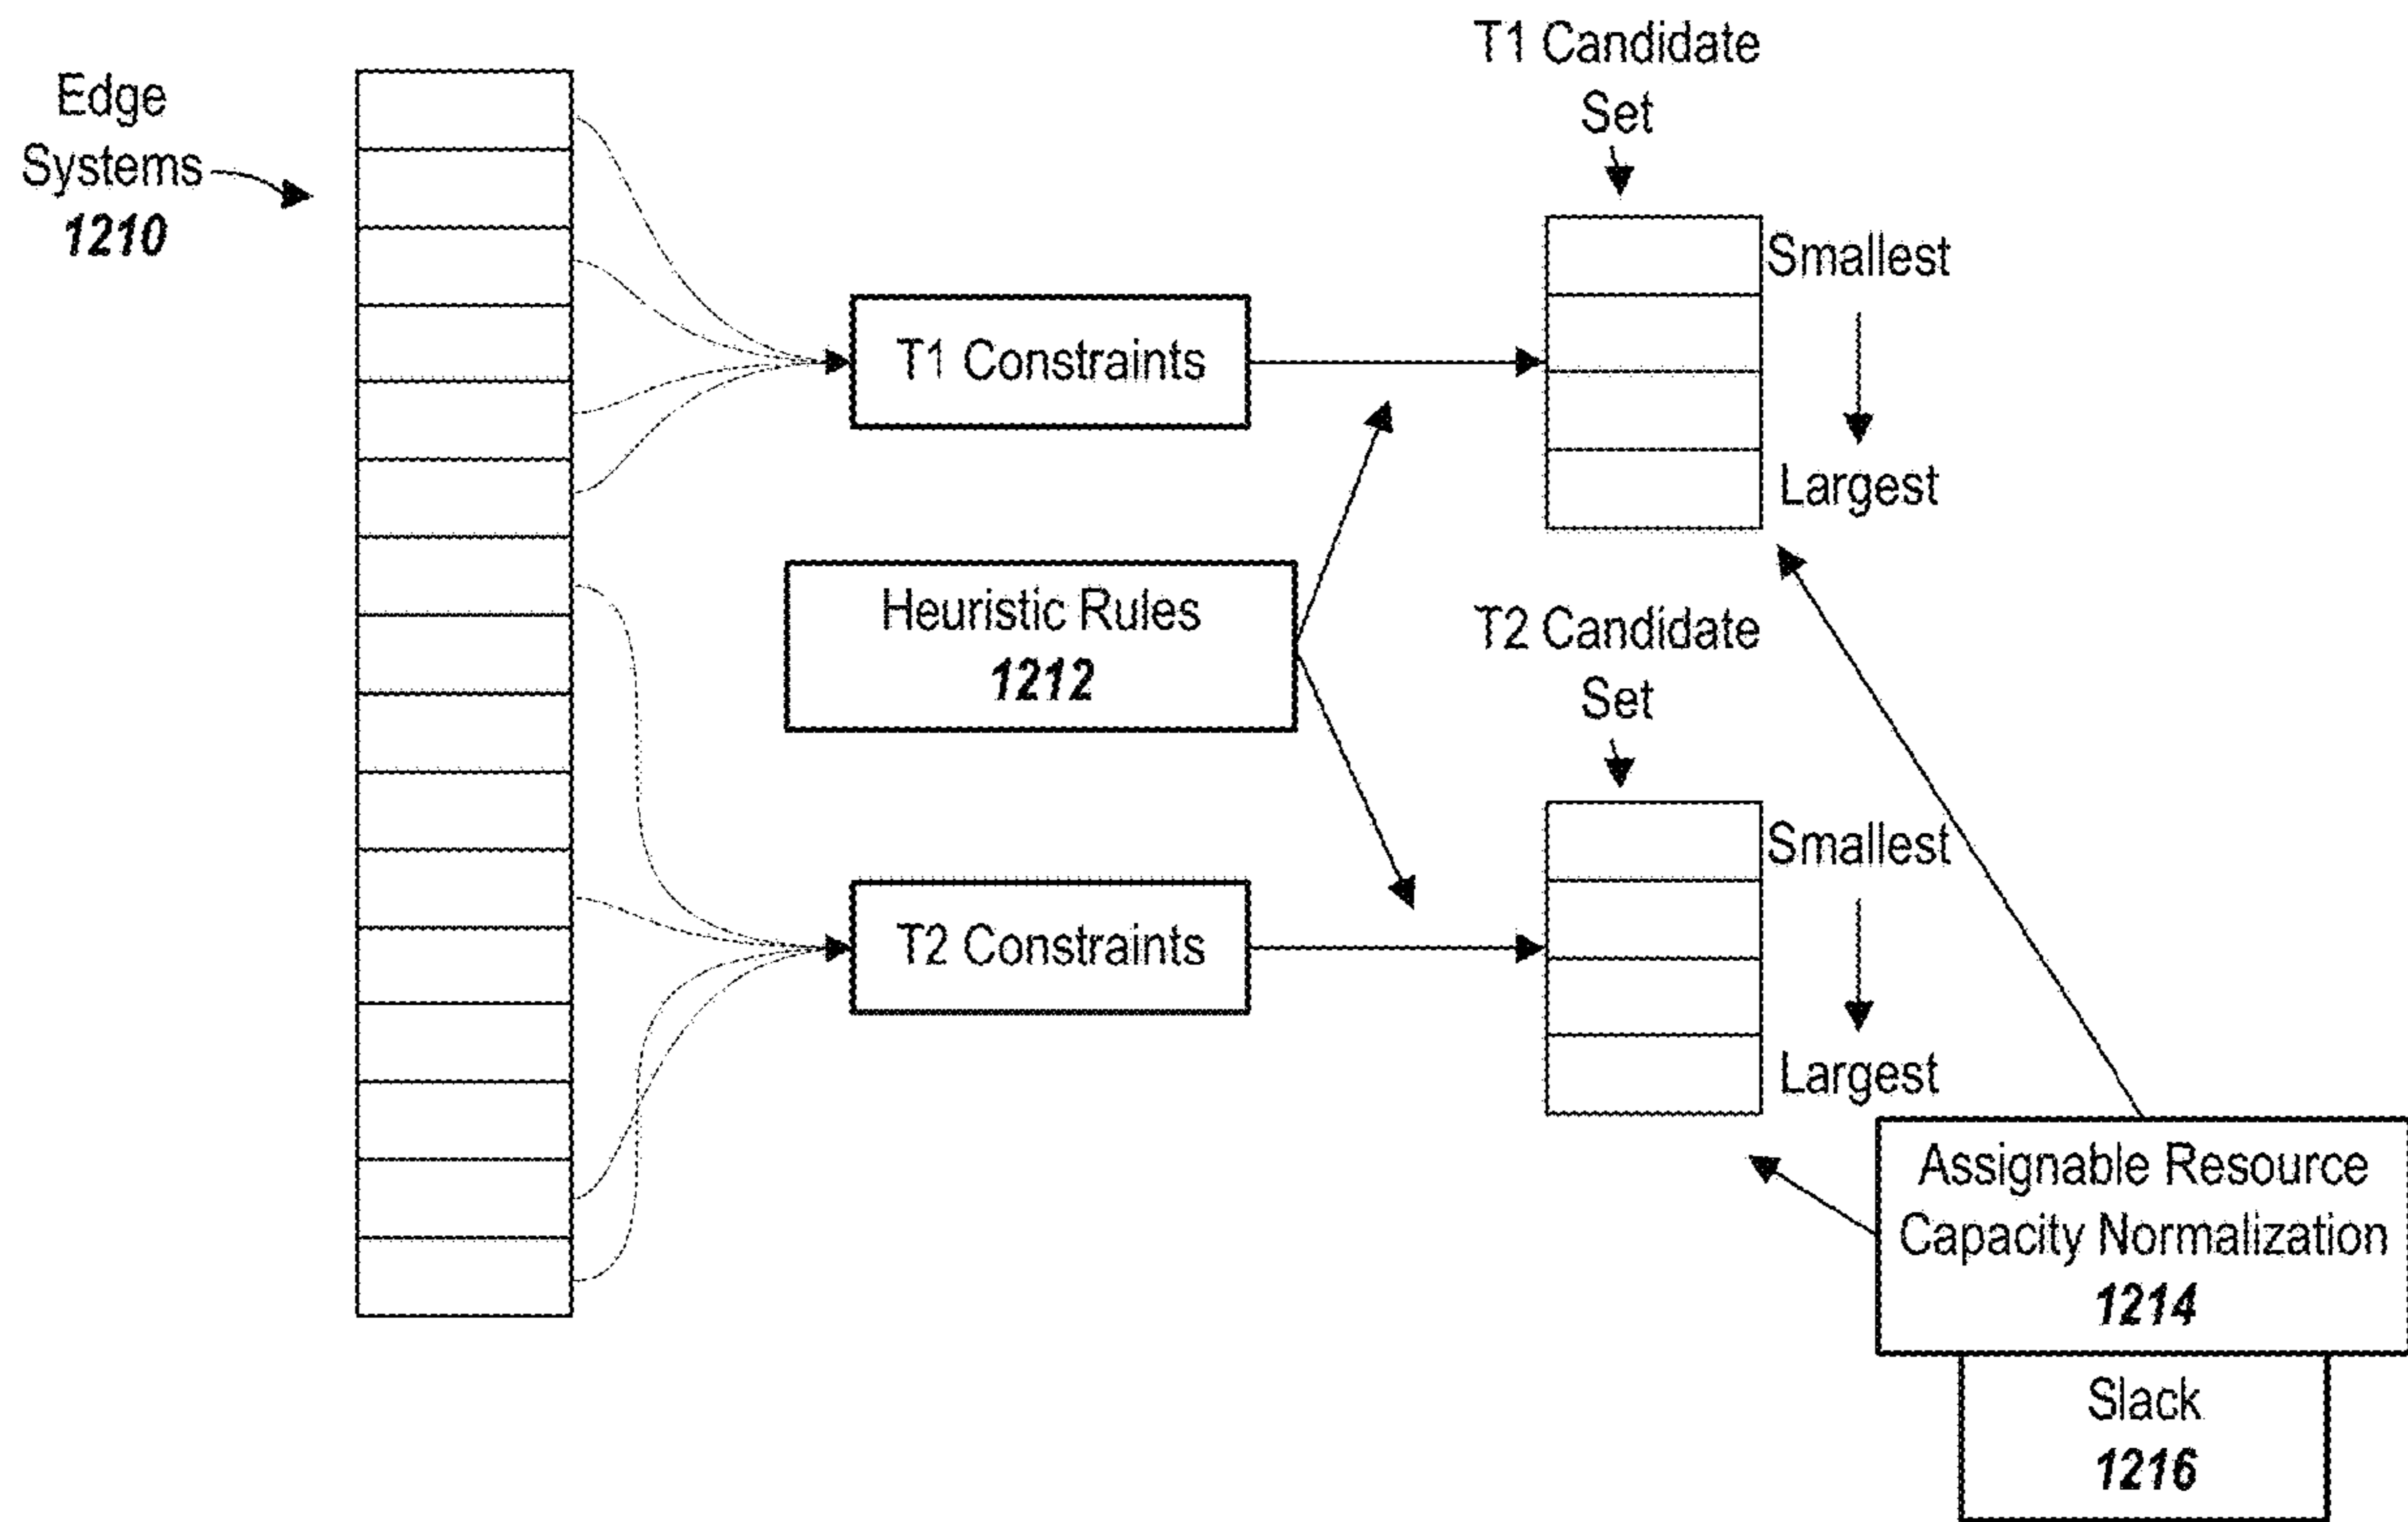 Edge
Systems
1210
T1 Candidate
Set
Smallest
Largest
T1 Constraints
Heuristic Rules
1212
T2 Candidate
Set
Smallest
Largest
T2 Constraints
Assignable Resource
Capacity Normalization
1214
Slack
1216